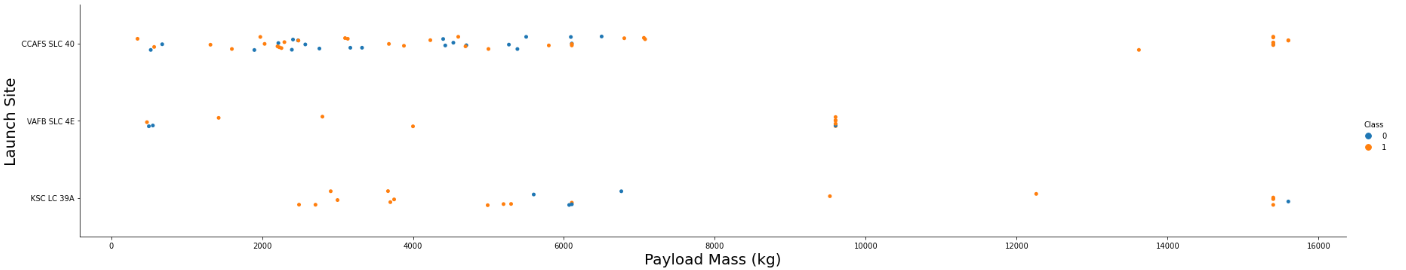 CCAFS SLC 40
VAFB SLC 4E
KSC LC 39A
Launch Site
0 2000 4000 6000 8000 10000 12000 14000 16000
Payload Mass (kg)
Class
0
1